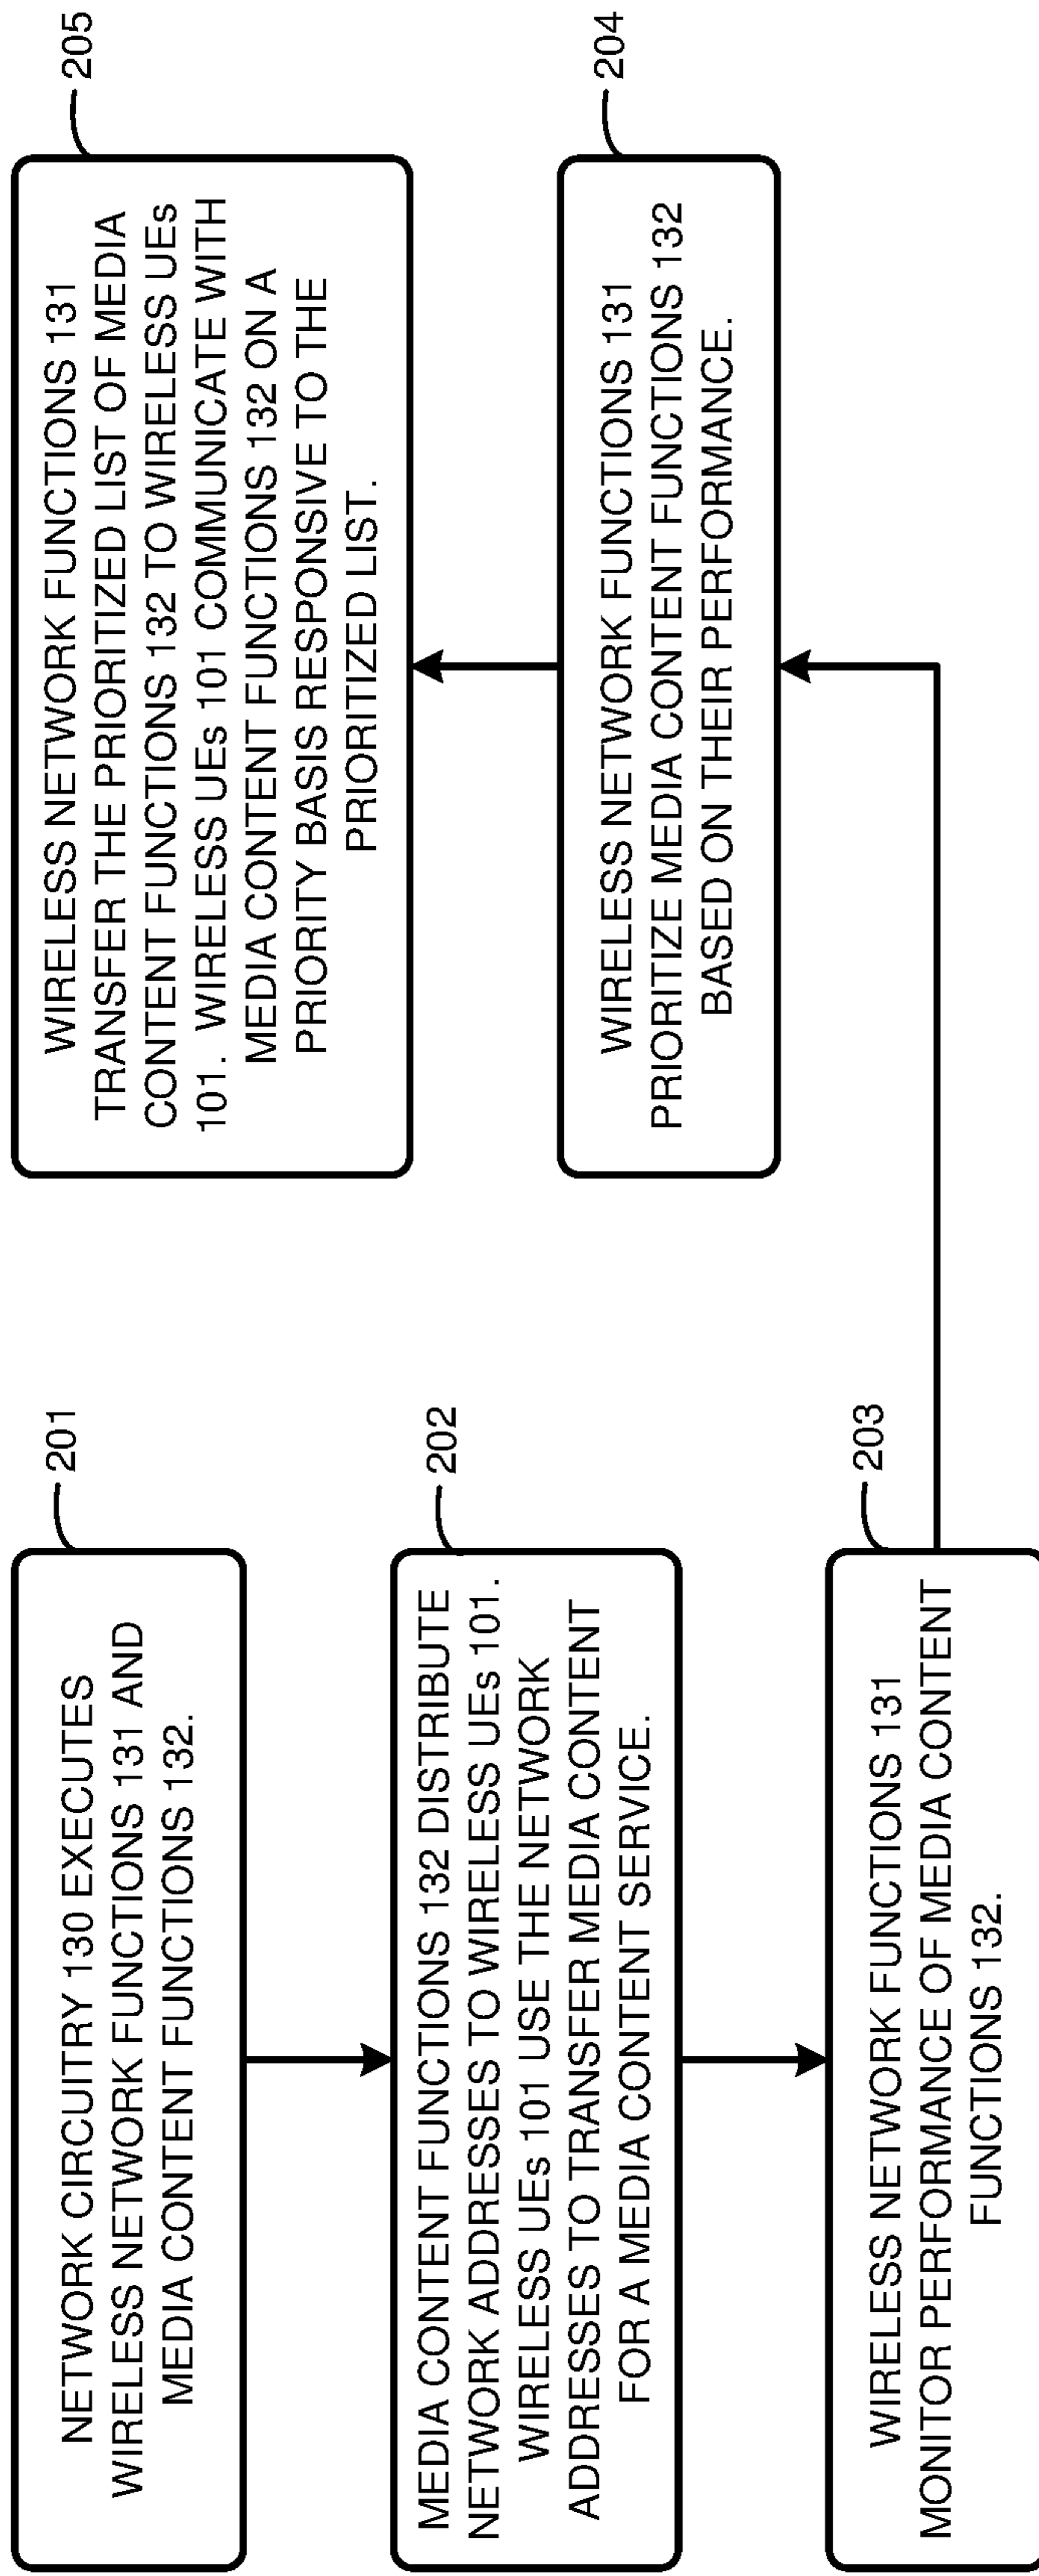 201
NETWORK CIRCUITRY 130 EXECUTES
WIRELESS NETWORK FUNCTIONS 131 AND
MEDIA CONTENT FUNCTIONS 132.
202
MEDIA CONTENT FUNCTIONS 132 DISTRIBUTE
NETWORK ADDRESSES TO WIRELESS UEs 101.
WIRELESS UEs 101 USE THE NETWORK
ADDRESSES TO TRANSFER MEDIA CONTENT
FOR A MEDIA CONTENT SERVICE.
203
WIRELESS NETWORK FUNCTIONS 131
MONITOR PERFORMANCE OF MEDIA CONTENT
FUNCTIONS 132.
204
WIRELESS NETWORK FUNCTIONS 131
PRIORITIZE MEDIA CONTENT FUNCTIONS 132
BASED ON THEIR PERFORMANCE.
205
WIRELESS NETWORK FUNCTIONS 131
TRANSFER THE PRIORITIZED LIST OF MEDIA
CONTENT FUNCTIONS 132 TO WIRELESS UEs
101. WIRELESS UEs 101 COMMUNICATE WITH
MEDIA CONTENT FUNCTIONS 132 ON A
PRIORITY BASIS RESPONSIVE TO THE
PRIORITIZED LIST.